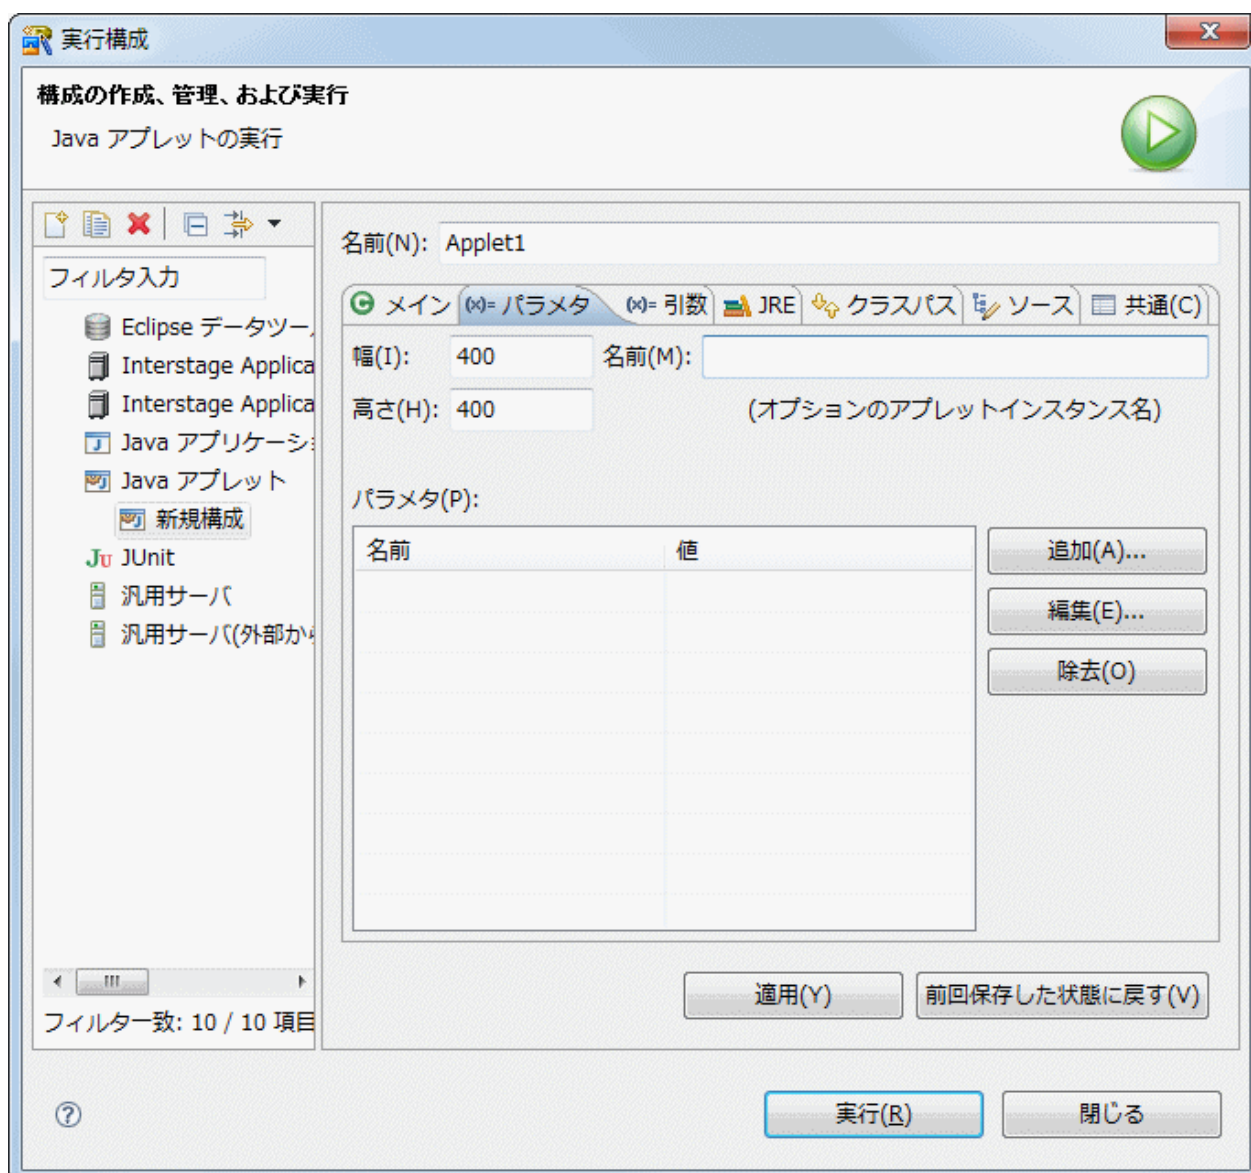 実行構成
構成の作成、管理、および実行
Java アプレットの実行
フィルタ入力
Eclipse データツー
Interstage Applica
Interstage Applica
Java アプリケーシ
Java アプレット
新規構成
JUnit
汎用サーバ
汎用サーバ(外部か
フィルター致: 10 / 10 項目
名前(N): Applet1
メイン (x)= パラメタ (x)= 引数 JRE クラスパス ソース 共通(C)
幅(I): 400 名前(M):
高さ(H): 400 (オプションのアプレットインスタンス名)
パラメタ(P):
名前 値
追加(A)...
編集(E)...
除去(O)
適用(Y) 前回保存した状態に戻す(V)
実行(R) 閉じる